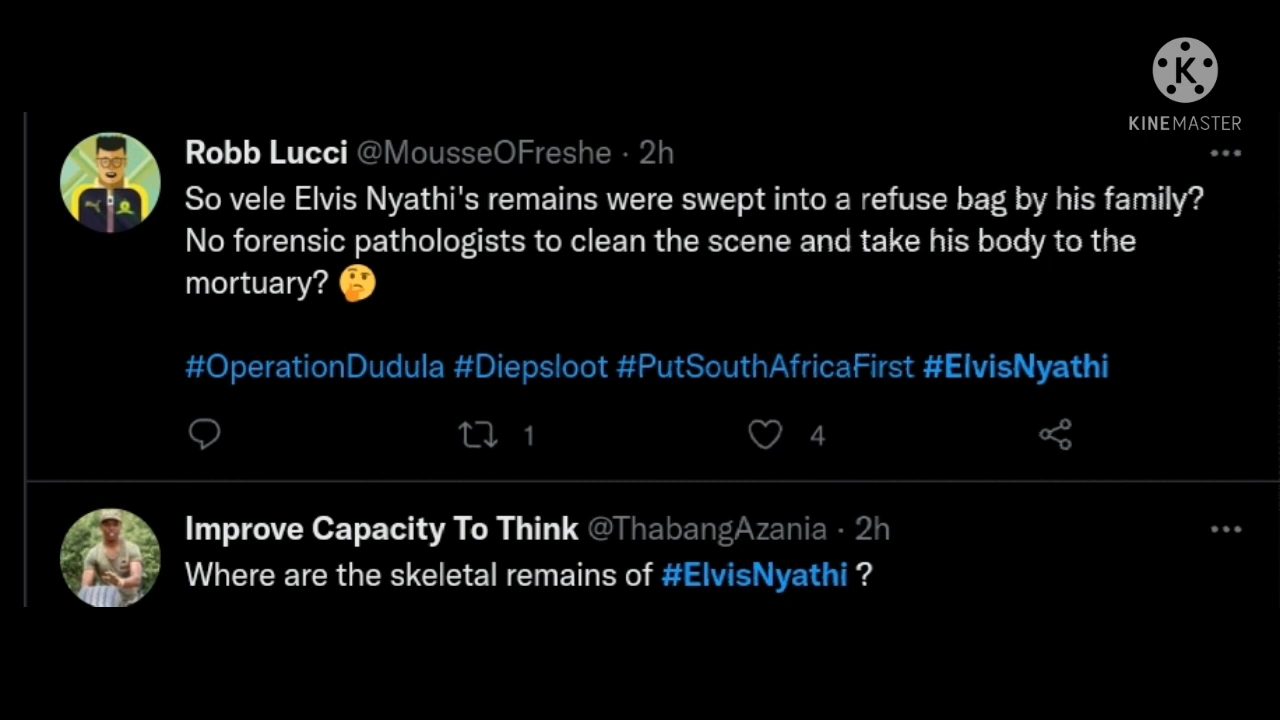 KINEMASTER
Robb Lucci @MousseOFreshe · 2h
So vele Elvis Nyathi's remains were swept into a refuse bag by his family?
No forensic pathologists to clean the scene and take his body to the
mortuary? 🤔
#OperationDudula #Diepsloot #PutSouthAfricaFirst #ElvisNyathi
1 4
Improve Capacity To Think @ThabangAzania · 2h
Where are the skeletal remains of #ElvisNyathi ?